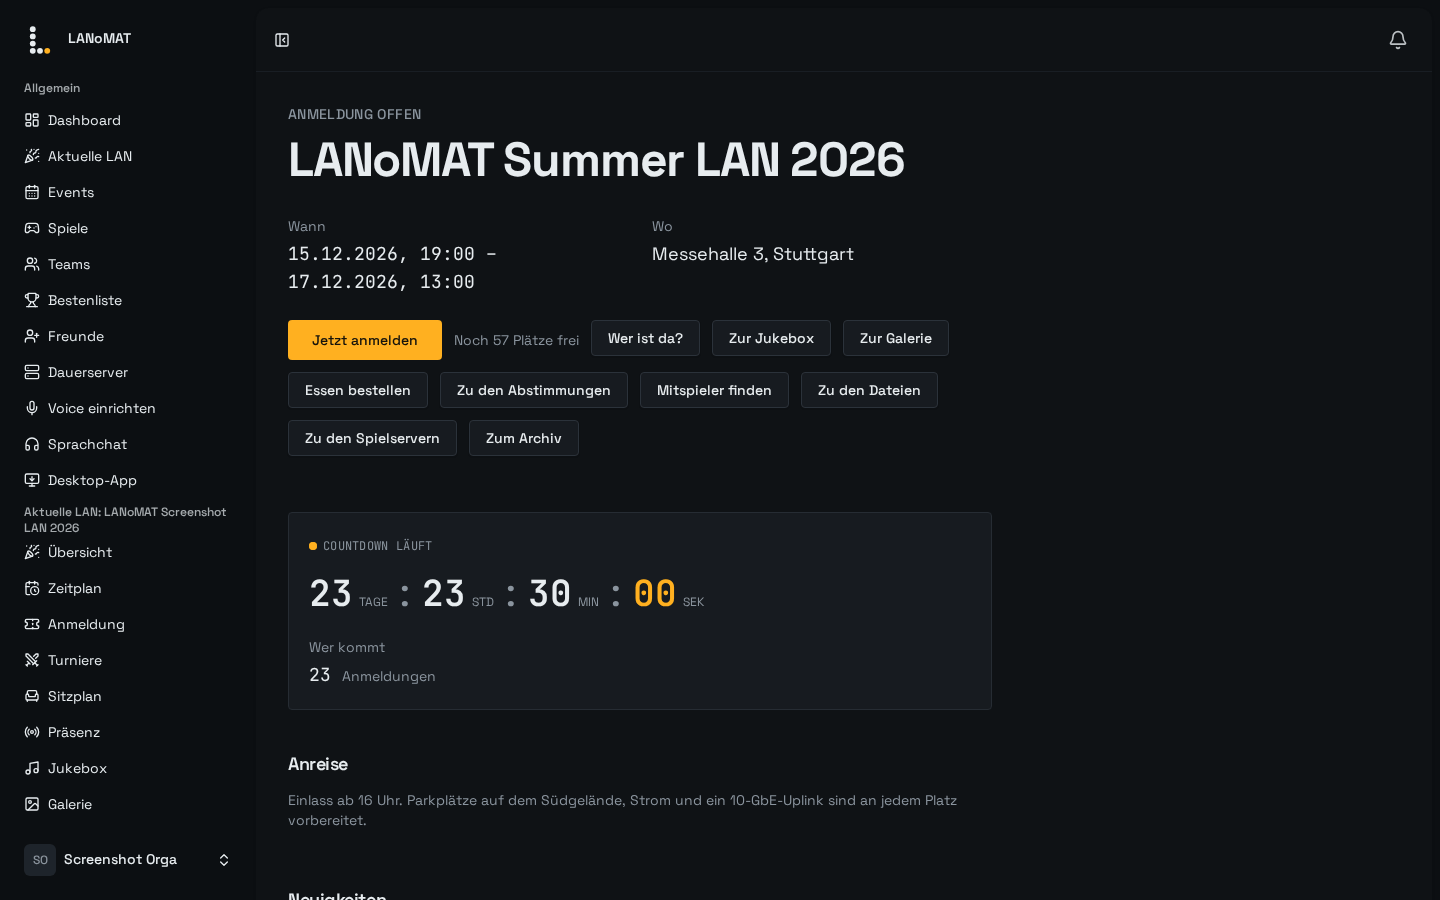 LANoMAT
Allgemein
Dashboard
Aktuelle LAN
Events
Spiele
Teams
Bestenliste
Freunde
Dauerserver
Voice einrichten
Sprachchat
Desktop-App
Aktuelle LAN: LANoMAT Screenshot
LAN 2026
Übersicht
Zeitplan
Anmeldung
Turniere
Sitzplan
Präsenz
Jukebox
Galerie
SO Screenshot Orga
ANMELDUNG OFFEN
LANoMAT Summer LAN 2026
Wann
15.12.2026, 19:00 –
17.12.2026, 13:00
Wo
Messehalle 3, Stuttgart
Jetzt anmelden Noch 57 Plätze frei Wer ist da? Zur Jukebox Zur Galerie
Essen bestellen Zu den Abstimmungen Mitspieler finden Zu den Dateien
Zu den Spielservern Zum Archiv
COUNTDOWN LÄUFT
23 TAGE : 23 STD : 30 MIN : 00 SEK
Wer kommt
23 Anmeldungen
Anreise
Einlass ab 16 Uhr. Parkplätze auf dem Südgelände, Strom und ein 10-GbE-Uplink sind an jedem Platz
vorbereitet.
Neuigkeiten